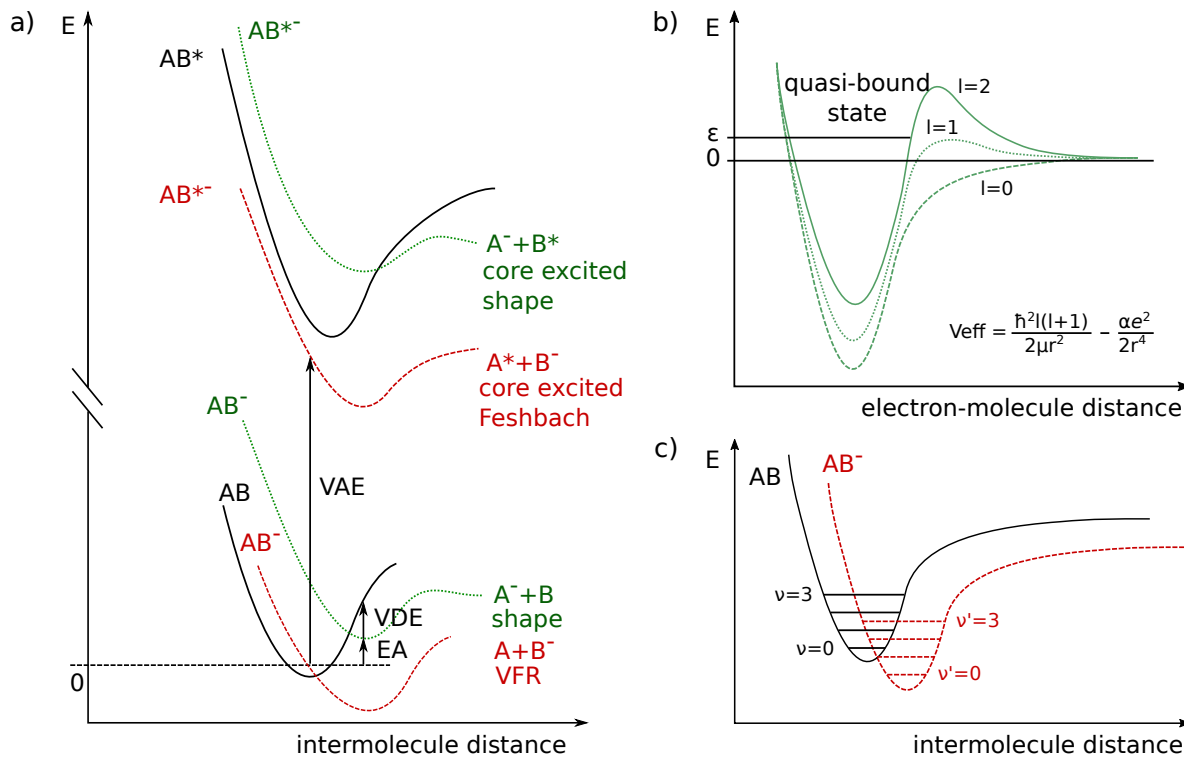 a)
E
AB*⁻
AB*
AB*⁻
A⁻+B*
core excited
shape
A*+B⁻
core excited
Feshbach
AB⁻
VAE
AB
AB⁻
A⁻+B
shape
VDE
EA
A+B⁻
VFR
0
intermolecule distance
b)
E
quasi-bound
state
l=2
l=1
ε
0
l=0
Veff = ħ²l(l+1)/2μr² – αe²/2r⁴
electron-molecule distance
c)
E
AB
AB⁻
ν=3
ν'=3
ν=0
ν'=0
intermolecule distance